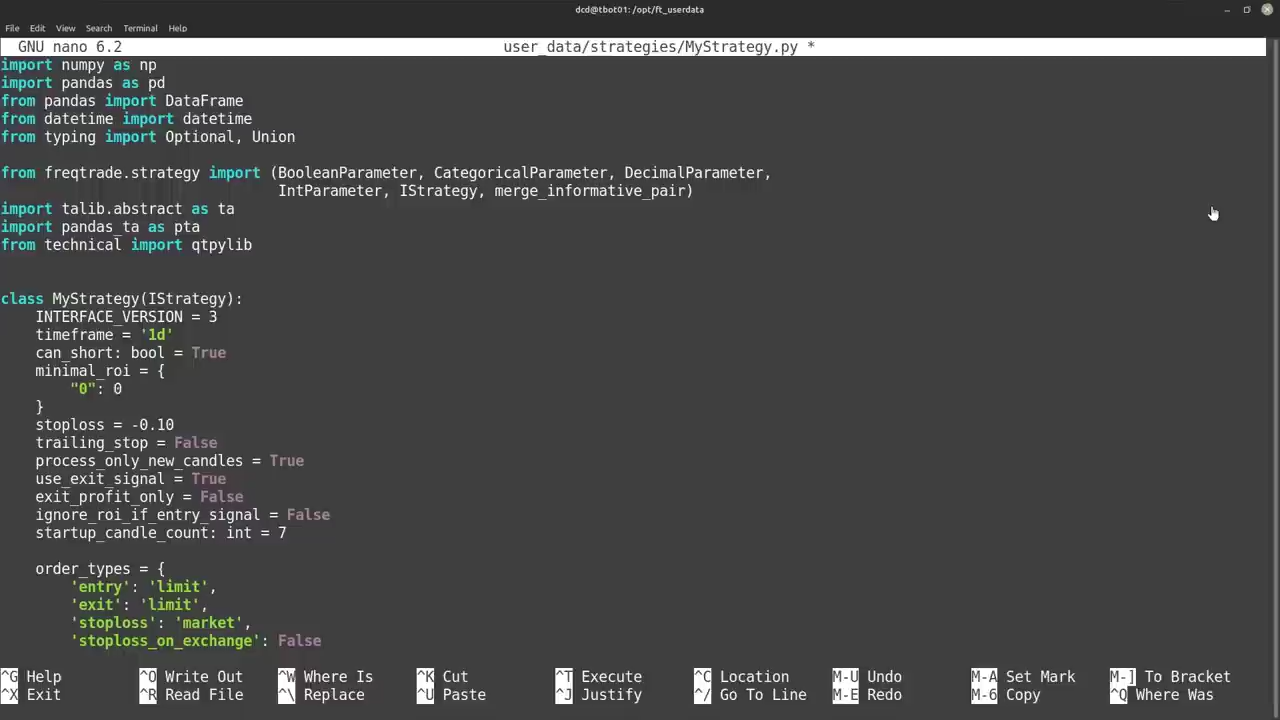 dcd@tbot01: /opt/ft_userdata
File Edit View Search Terminal Help
GNU nano 6.2 user_data/strategies/MyStrategy.py *
import numpy as np
import pandas as pd
from pandas import DataFrame
from datetime import datetime
from typing import Optional, Union

from freqtrade.strategy import (BooleanParameter, CategoricalParameter, DecimalParameter,
                                IntParameter, IStrategy, merge_informative_pair)
import talib.abstract as ta
import pandas_ta as pta
from technical import qtpylib


class MyStrategy(IStrategy):
    INTERFACE_VERSION = 3
    timeframe = '1d'
    can_short: bool = True
    minimal_roi = {
        "0": 0
    }
    stoploss = -0.10
    trailing_stop = False
    process_only_new_candles = True
    use_exit_signal = True
    exit_profit_only = False
    ignore_roi_if_entry_signal = False
    startup_candle_count: int = 7

    order_types = {
        'entry': 'limit',
        'exit': 'limit',
        'stoploss': 'market',
        'stoploss_on_exchange': False
^G Help ^O Write Out ^W Where Is ^K Cut ^T Execute ^C Location M-U Undo M-A Set Mark M-] To Bracket
^X Exit ^R Read File ^\ Replace ^U Paste ^J Justify ^/ Go To Line M-E Redo M-6 Copy ^Q Where Was